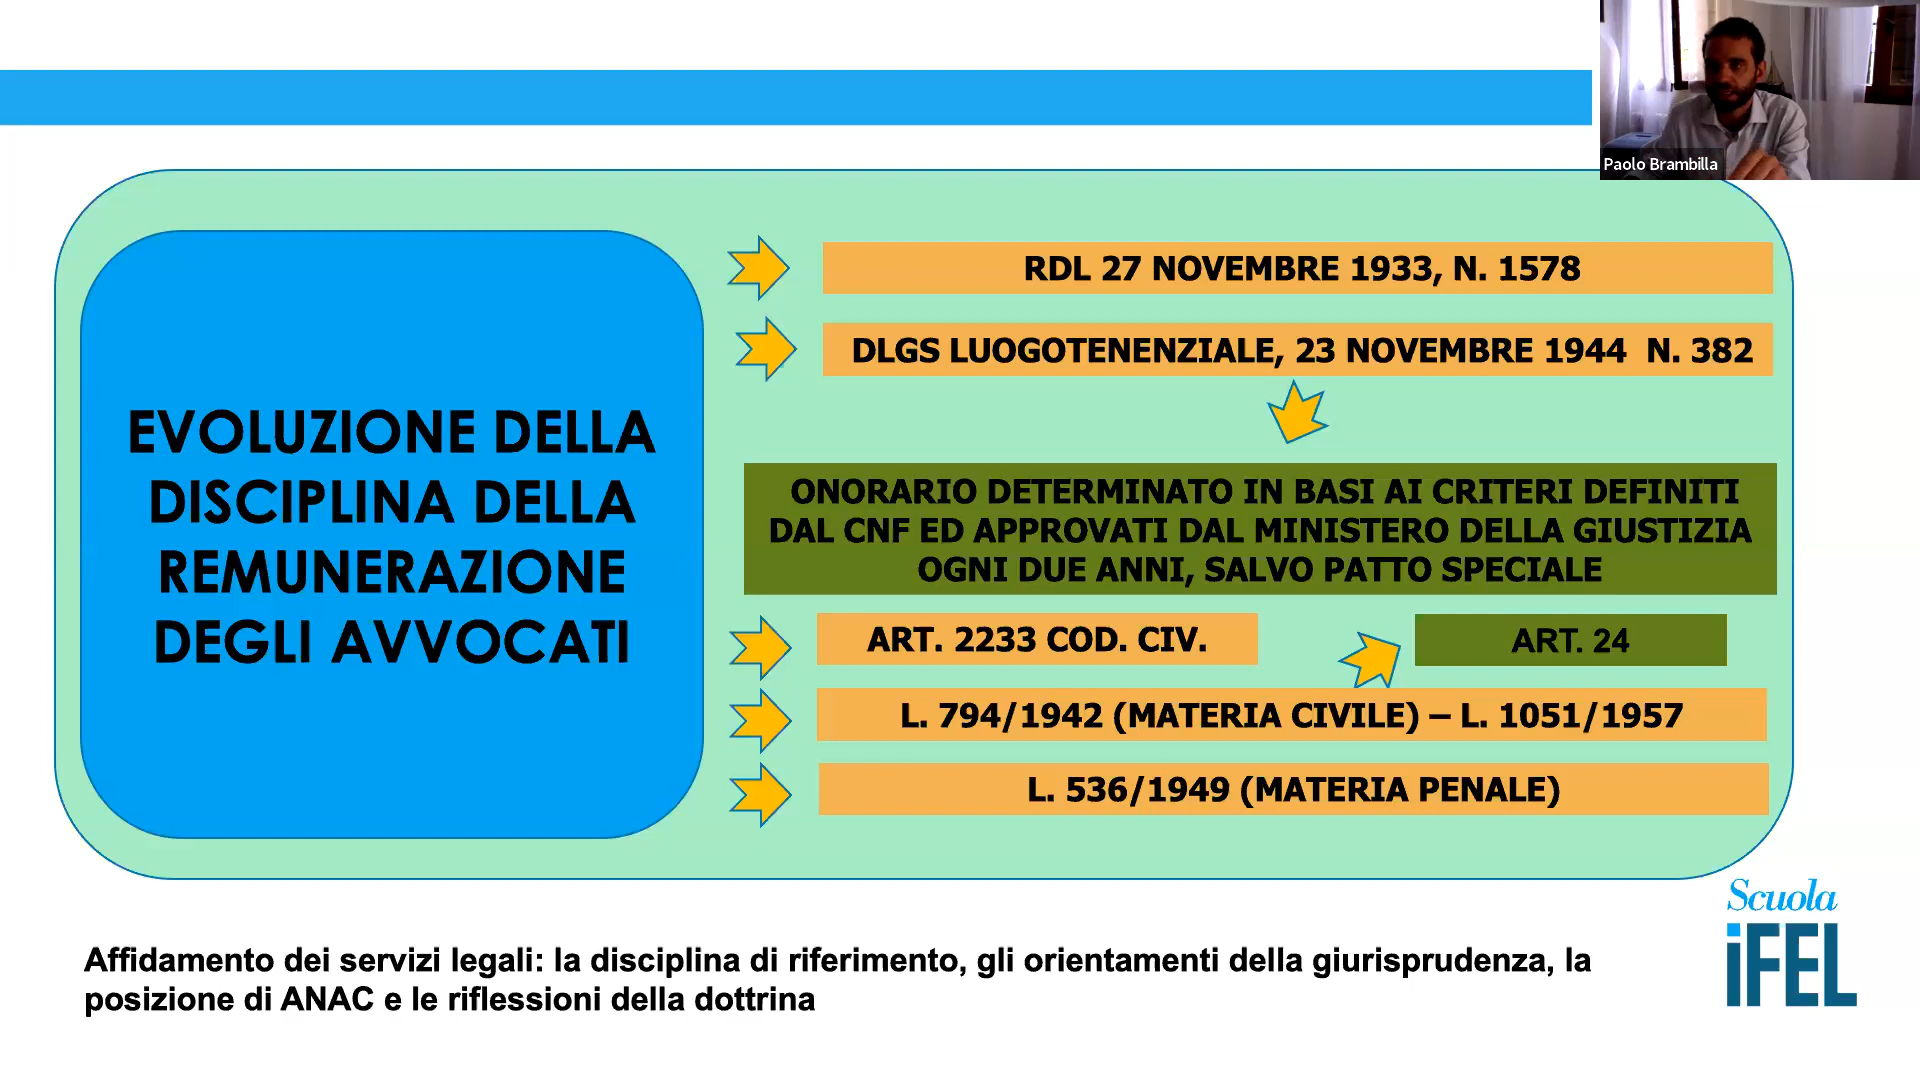 Paolo Brambilla
EVOLUZIONE DELLA
DISCIPLINA DELLA
REMUNERAZIONE
DEGLI AVVOCATI
RDL 27 NOVEMBRE 1933, N. 1578
DLGS LUOGOTENENZIALE, 23 NOVEMBRE 1944 N. 382
ONORARIO DETERMINATO IN BASI AI CRITERI DEFINITI
DAL CNF ED APPROVATI DAL MINISTERO DELLA GIUSTIZIA
OGNI DUE ANNI, SALVO PATTO SPECIALE
ART. 2233 COD. CIV.
ART. 24
L. 794/1942 (MATERIA CIVILE) – L. 1051/1957
L. 536/1949 (MATERIA PENALE)
Affidamento dei servizi legali: la disciplina di riferimento, gli orientamenti della giurisprudenza, la
posizione di ANAC e le riflessioni della dottrina
Scuola
iFEL